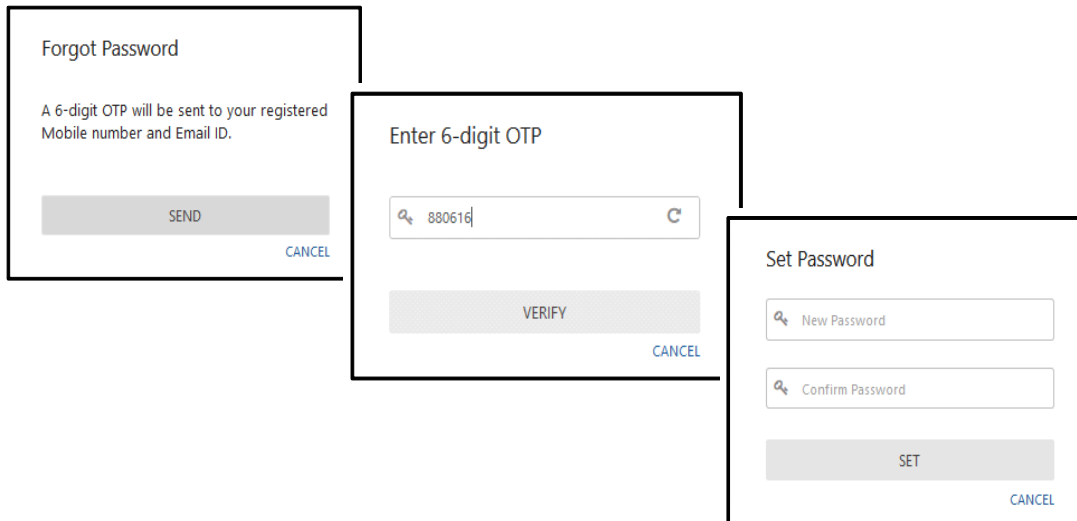 Forgot Password
A 6-digit OTP will be sent to your registered
Mobile number and Email ID.
SEND
CANCEL
Enter 6-digit OTP
880616
VERIFY
CANCEL
Set Password
New Password
Confirm Password
SET
CANCEL